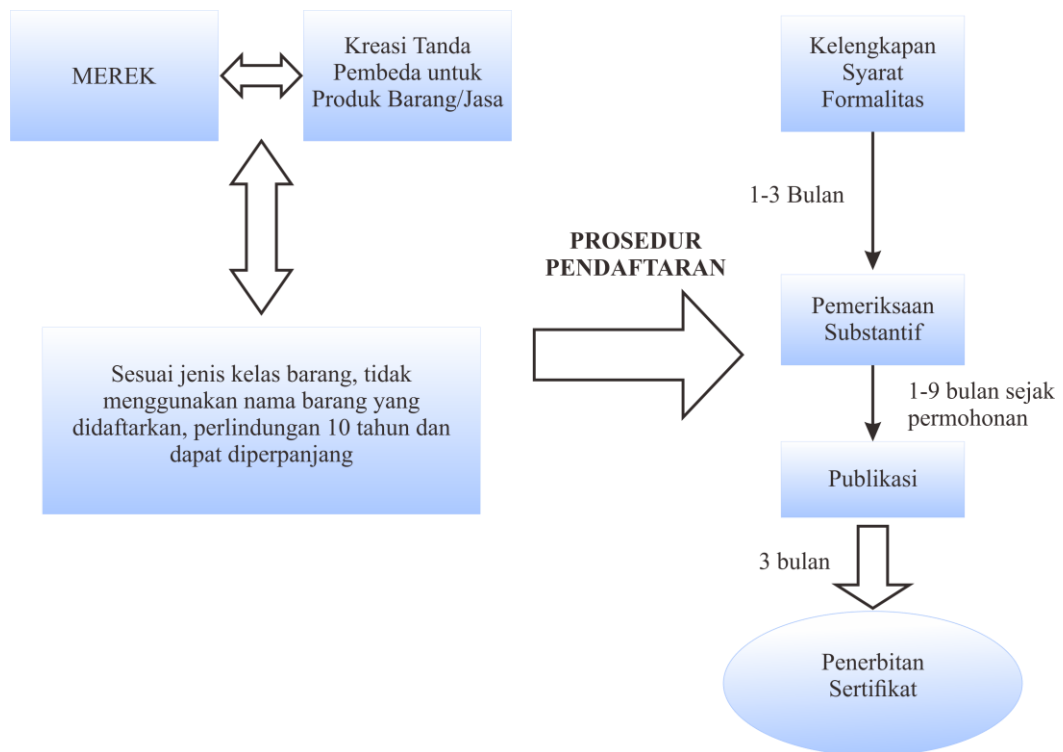 MEREK
Kreasi Tanda
Pembeda untuk
Produk Barang/Jasa
Sesuai jenis kelas barang, tidak
menggunakan nama barang yang
didaftarkan, perlindungan 10 tahun dan
dapat diperpanjang
PROSEDUR
PENDAFTARAN
Kelengkapan
Syarat
Formalitas
1-3 Bulan
Pemeriksaan
Substantif
1-9 bulan sejak
permohonan
Publikasi
3 bulan
Penerbitan
Sertifikat